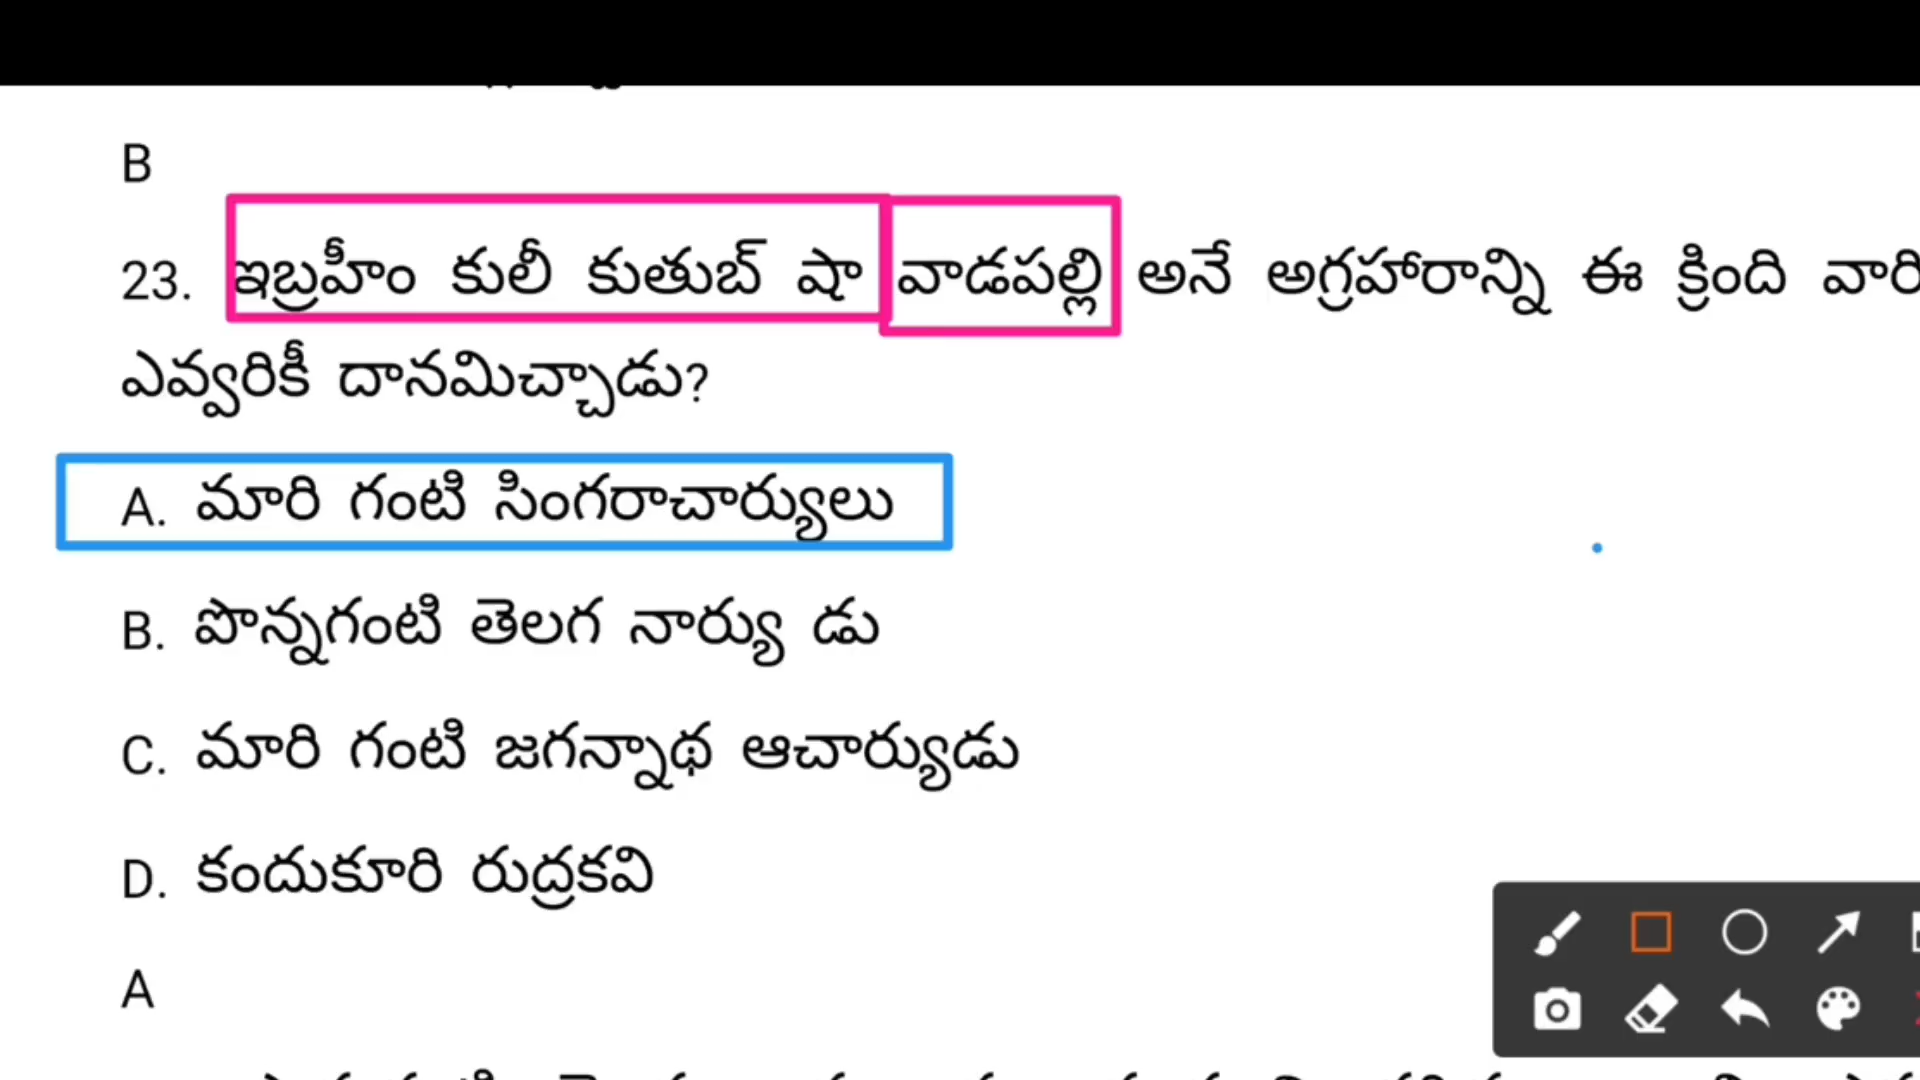 B
23. ఇబ్రహీం కులీ కుతుబ్ షా వాడపల్లి అనే అగ్రహారాన్ని ఈ క్రింది వారి
ఎవ్వరికీ దానమిచ్చాడు?
A. మారి గంటి సింగరాచార్యులు
B. పొన్నగంటి తెలగ నార్యు డు
C. మారి గంటి జగన్నాథ ఆచార్యుడు
D. కందుకూరి రుద్రకవి
A